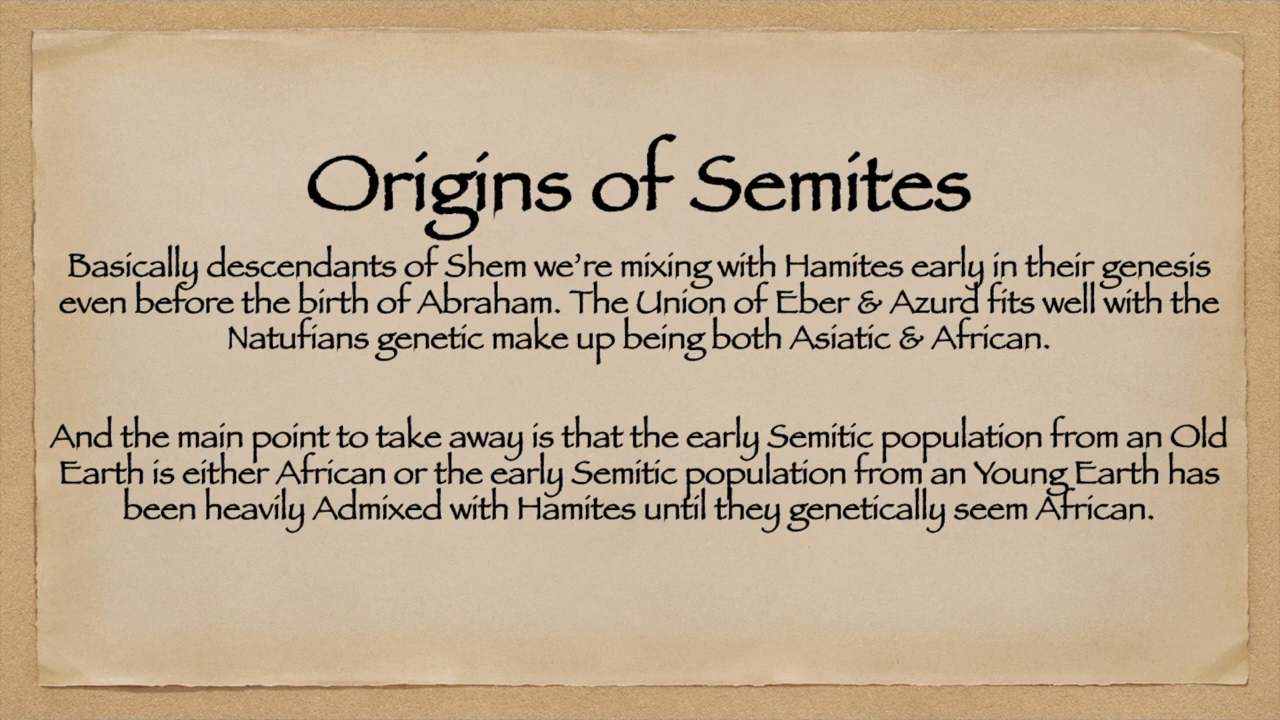 Origins of Semites
Basically descendants of Shem we're mixing with Hamites early in their genesis
even before the birth of Abraham. The Union of Eber & Azurd fits well with the
Natufians genetic make up being both Asiatic & African.
And the main point to take away is that the early Semitic population from an Old
Earth is either African or the early Semitic population from an Young Earth has
been heavily Admixed with Hamites until they genetically seem African.